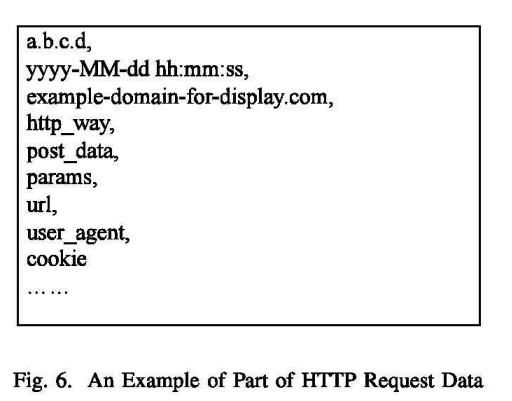 a.b.c.d,
yyyy-MM-dd hh:mm:ss,
example-domain-for-display.com,
http_way,
post_data,
params,
url,
user_agent,
cookie
... ...
Fig. 6. An Example of Part of HTTP Request Data